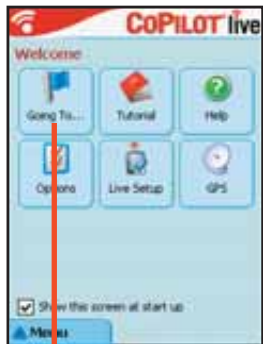 CoPILOT live
Welcome
Going To...
Tutorial
Help
Options
Live Setup
GPS
Show this screen at start up
Menu